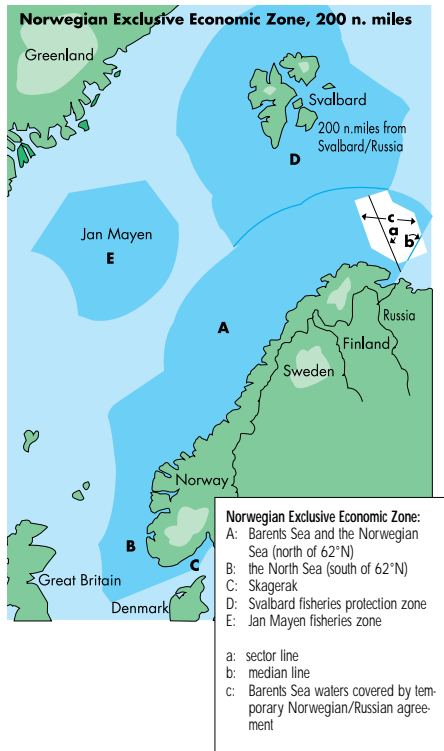 Norwegian Exclusive Economic Zone, 200 n. miles
Greenland
Svalbard
200 n.miles from
Svalbard/Russia
D
c
a
b
Jan Mayen
E
A
Russia
Finland
Sweden
Norway
B
C
Great Britain
Denmark
Norwegian Exclusive Economic Zone:
A: Barents Sea and the Norwegian
Sea (north of 62°N)
B: the North Sea (south of 62°N)
C: Skagerak
D: Svalbard fisheries protection zone
E: Jan Mayen fisheries zone
a: sector line
b: median line
c: Barents Sea waters covered by tem-
porary Norwegian/Russian agree-
ment